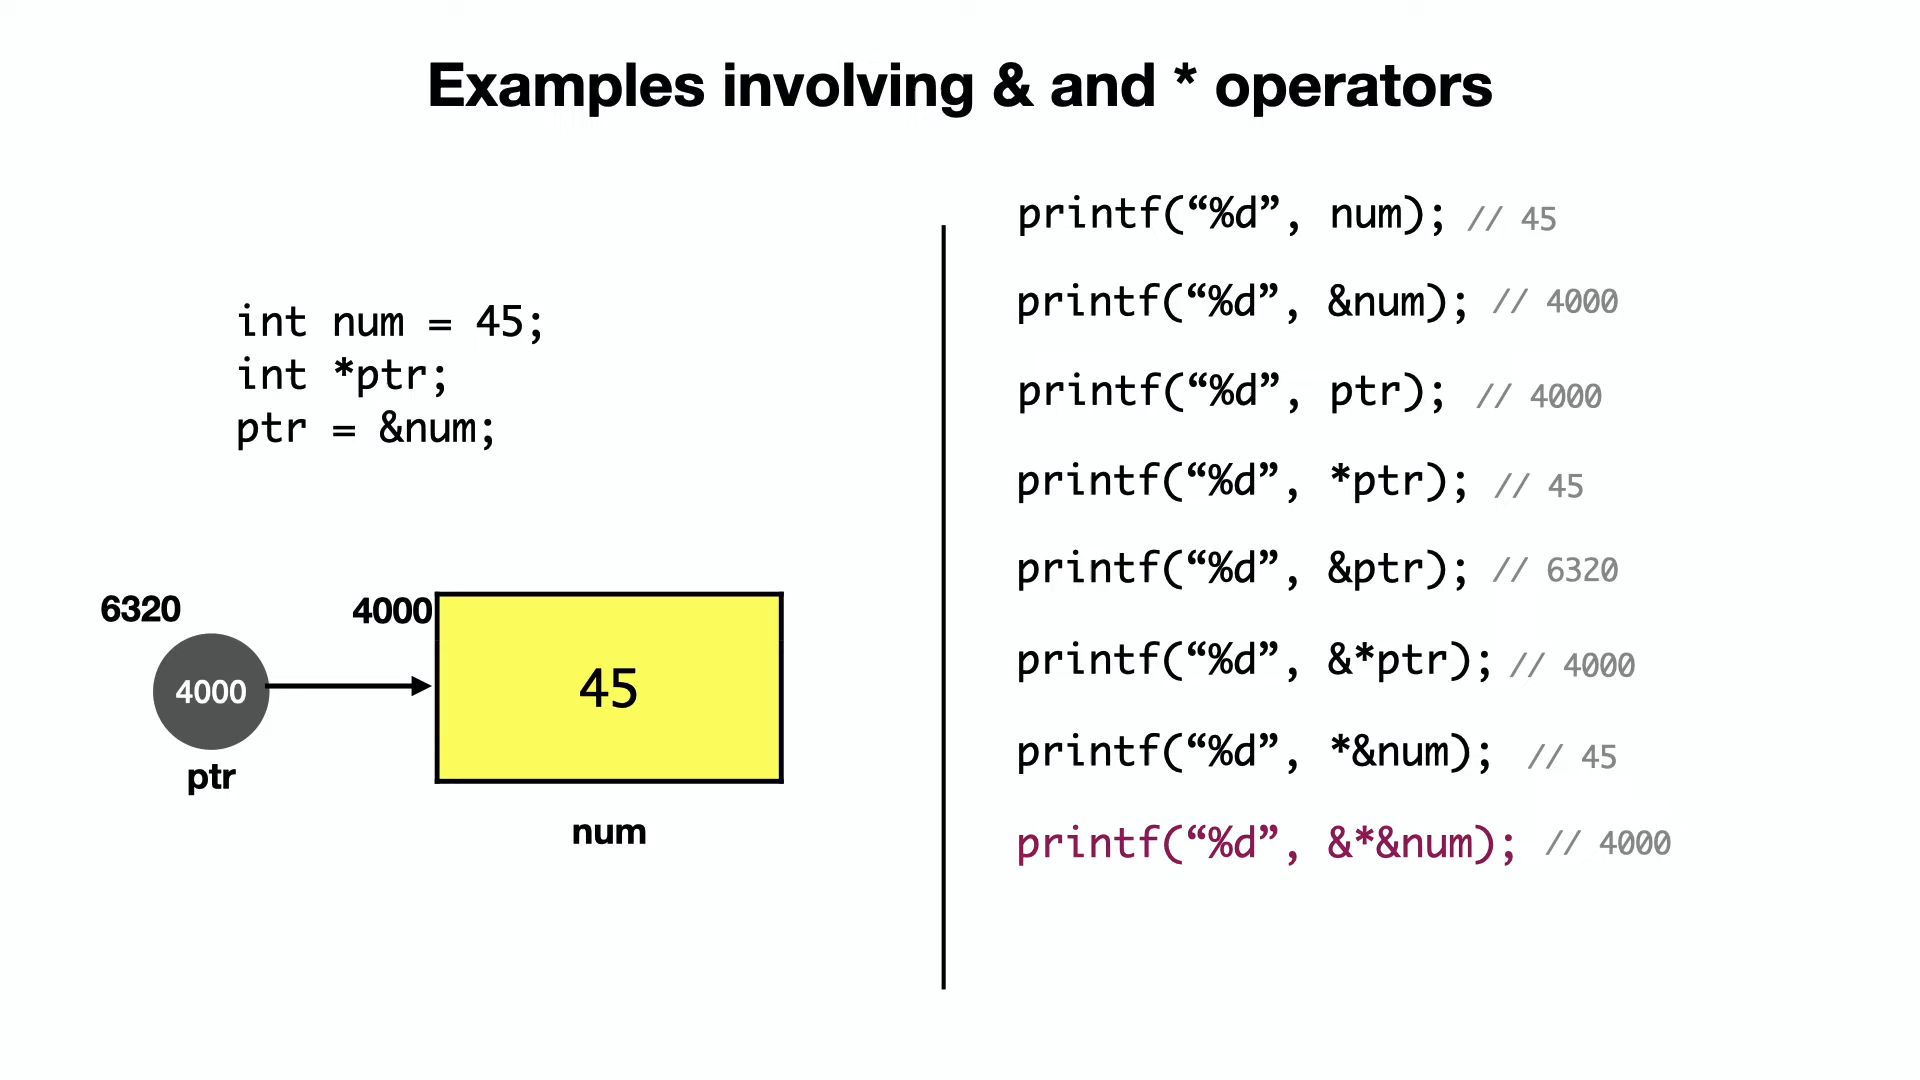 Examples involving & and * operators
int num = 45;
int *ptr;
ptr = &num;
6320
4000
4000
45
ptr
num
printf(“%d”, num); // 45
printf(“%d”, &num); // 4000
printf(“%d”, ptr); // 4000
printf(“%d”, *ptr); // 45
printf(“%d”, &ptr); // 6320
printf(“%d”, &*ptr); // 4000
printf(“%d”, *&num); // 45
printf(“%d”, &*&num); // 4000